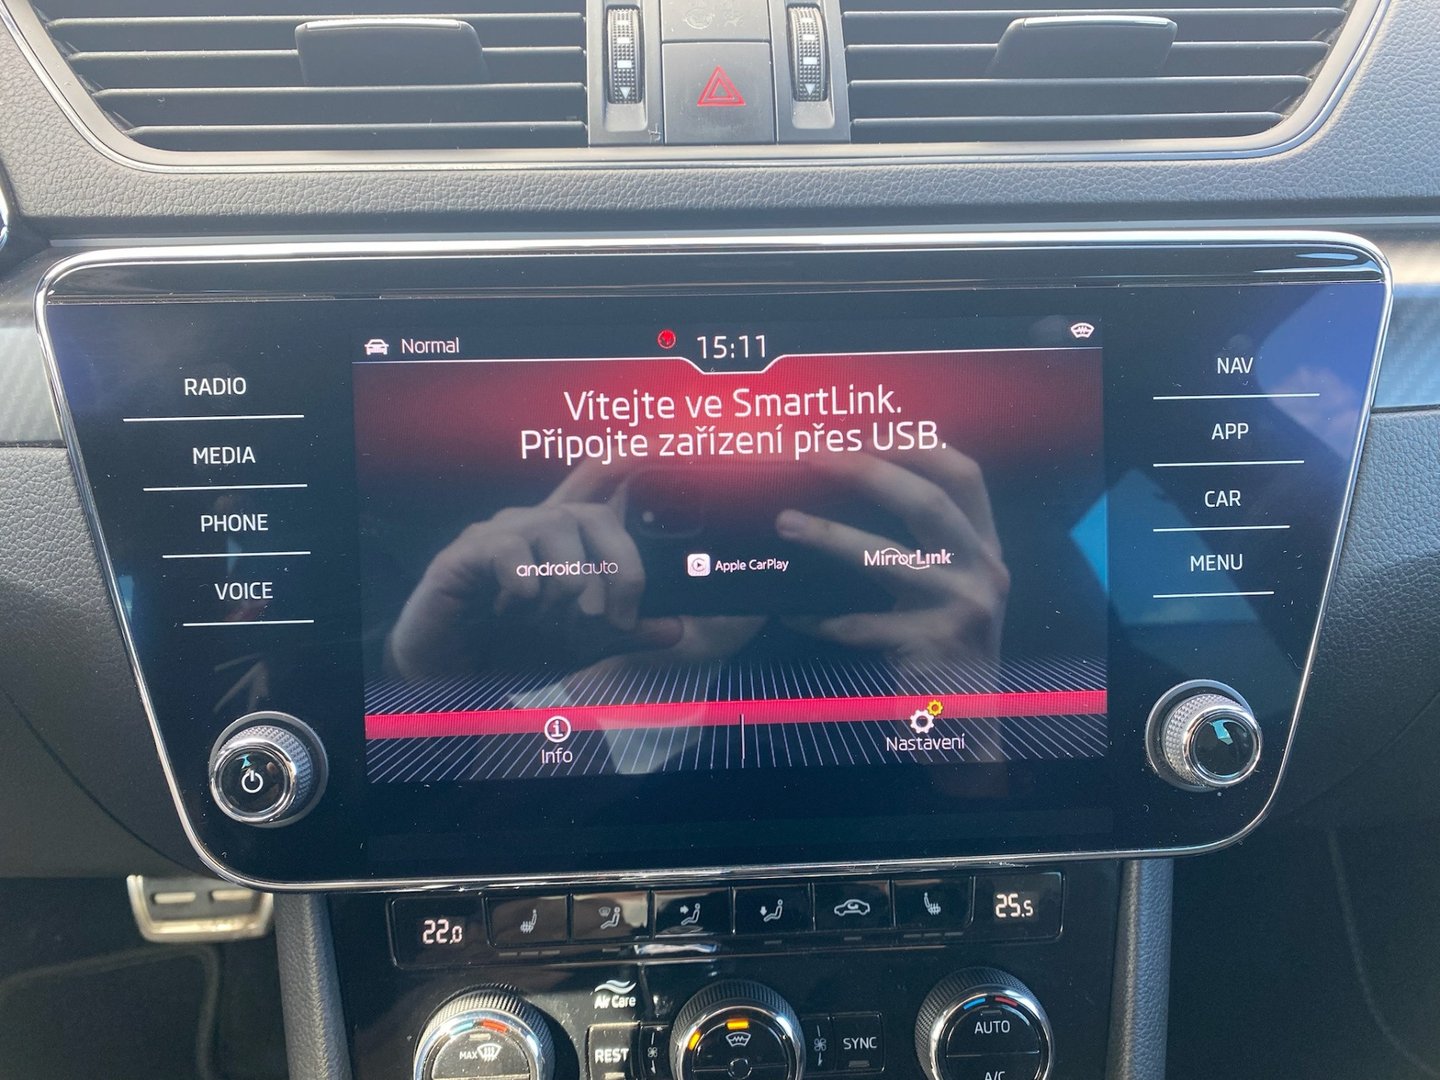 Normal
15:11
RADIO
MEDIA
PHONE
VOICE
Vítejte ve SmartLink.
Připojte zařízení přes USB.
androidauto
Apple CarPlay
MirrorLink
Info
Nastavení
NAV
APP
CAR
MENU
22,0
25,5
Air Care
MAX
REST
SYNC
AUTO
A/C